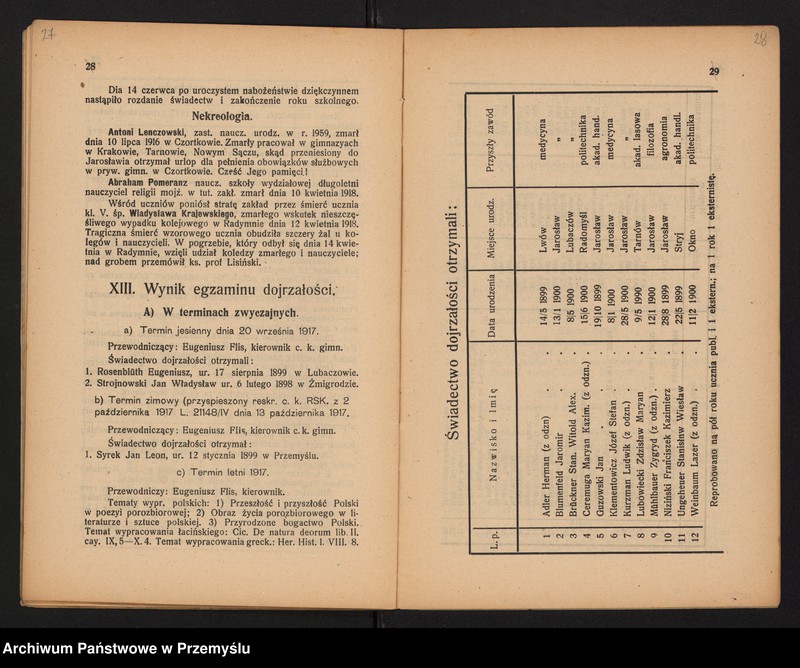 27
28
Dia 14 czerwca po uroczystem nabożeństwie dziękczynnem
nastąpiło rozdanie świadectw i zakończenie roku szkolnego.
Nekreologia.
Antoni Lenczowski, zast. naucz. urodz. w r. 1959, zmarł
dnia 10 lipca 1916 w Czortkowie. Zmarły pracował w gimnazyach
w Krakowie, Tarnowie, Nowym Sączu, skąd przeniesiony do
Jarosławia otrzymał urlop dla pełnienia obowiązków służbowych
w pryw. gimn. w Czortkowie. Cześć Jego pamięci!
Abraham Pomeranz naucz. szkoły wydziałowej długoletni
nauczyciel religii mojż. w tut. zakł. zmarł dnia 10 kwietnia 1918.
Wśród uczniów poniósł stratę zakład przez śmierć ucznia
kl. V. śp. Władysława Krajewskiego, zmarłego wskutek nieszczę-
śliwego wypadku kolejowego w Radymnie dnia 12 kwietnia 1918.
Tragiczna śmierć wzorowego ucznia obudziła szczery żal u ko-
legów i nauczycieli. W pogrzebie, który odbył się dnia 14 kwie-
tnia w Radymnie, wzięli udział koledzy zmarłego i nauczyciele;
nad grobem przemówił ks. prof Lisiński.
XIII. Wynik egzaminu dojrzałości.
A) W terminach zwyczajnych.
a) Termin jesienny dnia 20 września 1917.
Przewodniczący: Eugeniusz Flis, kierownik c. k. gimn.
Świadectwo dojrzałości otrzymali:
1. Rosenblüth Eugeniusz, ur. 17 sierpnia 1899 w Lubaczowie.
2. Strojnowski Jan Władysław ur. 6 lutego 1898 w Żmigrodzie.
b) Termin zimowy (przyspieszony reskr. c. k. RSK. z 2
października 1917 L. 21148/IV dnia 13 października 1917.
Przewodniczący: Eugeniusz Flis, kierownik c. k. gimn.
Świadectwo dojrzałości otrzymał:
1. Syrek Jan Leon, ur. 12 stycznia 1899 w Przemyślu.
c) Termin letni 1917.
Przewodniczy: Eugeniusz Flis, kierownik.
Tematy wypr. polskich: 1) Przeszłość i przyszłość Polski
w poezyi porozbiorowej; 2) Obraz życia porozbiorowego w li-
teraturze i sztuce polskiej. 3) Przyrodzone bogactwo Polski.
Temat wypracowania łacińskiego: Cic. De natura deorum lib. II.
cay. IX, 5—X. 4. Temat wypracowania greck.: Her. Hist. l. VIII. 8.
28
29
Świadectwo dojrzałości otrzymali:
L. p. Nazwisko i imię Data urodzenia Miejsce urodz. Przyszły zawód
1 Adler Herman (z odzn) 14/5 1899 Lwów medycyna
2 Blumenfeld Jaromir 13/1 1900 Jarosław „
3 Brückner Stan. Witold Alex. 8/5 1900 Lubaczów „
4 Ceremuga Maryan Kazim. (z odzn.) 15/6 1900 Radomyśl politechnika
5 Guzowski Jan 19/10 1899 Jarosław akad. hand.
6 Klementowicz Józef Stefan 8/1 1900 Jarosław medycyna
7 Kurzman Ludwik (z odzn.) 28/5 1900 Jarosław „
8 Lubowiecki Zdzisław Maryan 9/5 1990 Tarnów akad. lasowa
9 Mühlbauer Zygryd (z odzn.) 12/1 1900 Jarosław filozofia
10 Niziński Franciszek Kazimierz 28/8 1899 Jarosław agronomia
11 Ungeheuer Stanisław Wiesław 22/5 1899 Stryj akad. handl.
12 Weinbaum Lazer (z odzn.) 11/2 1900 Okno politechnika
Reprobowano na pół roku ucznia publ. i 1 ekstern.; na 1 rok 1 eksternistę.
Archiwum Państwowe w Przemyślu